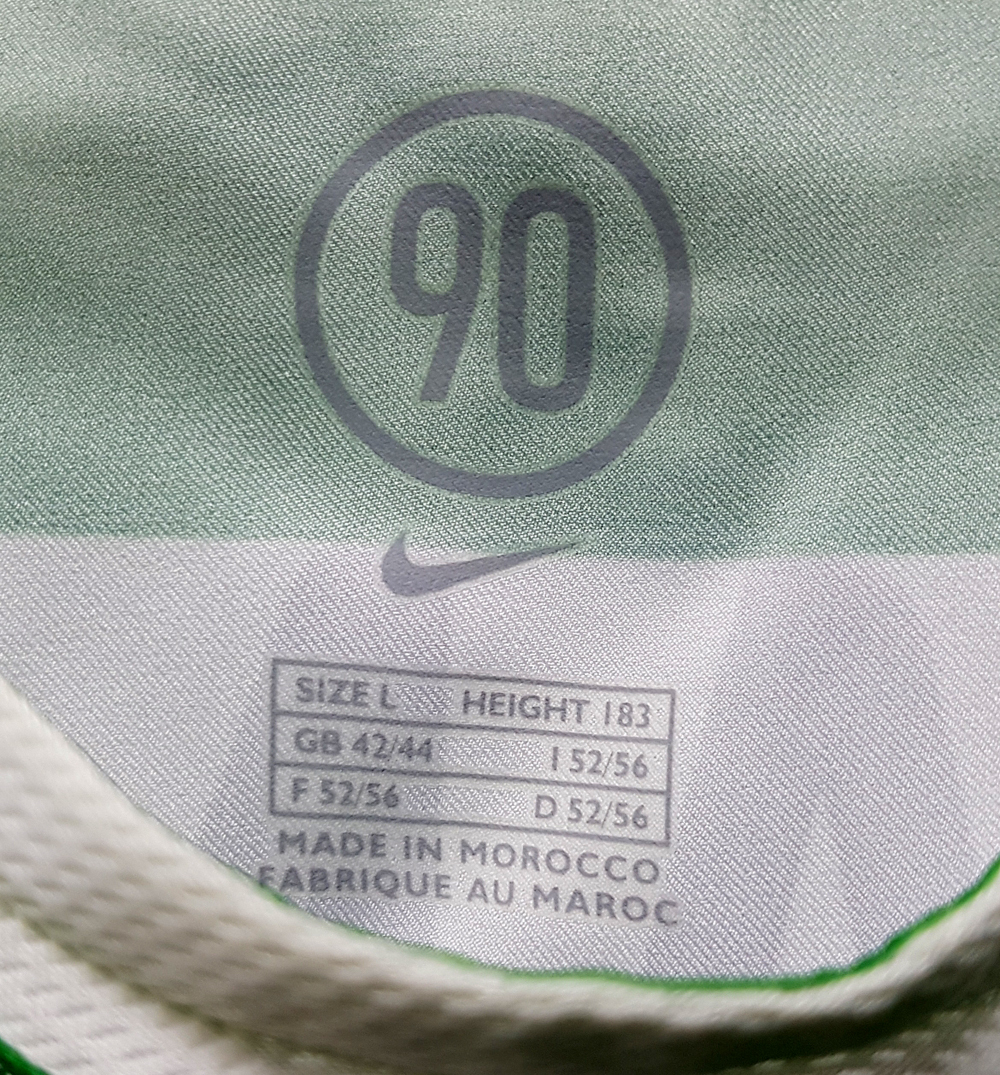 90
SIZE L HEIGHT 183
GB 42/44 I 52/56
F 52/56 D 52/56
MADE IN MOROCCO
FABRIQUE AU MAROC